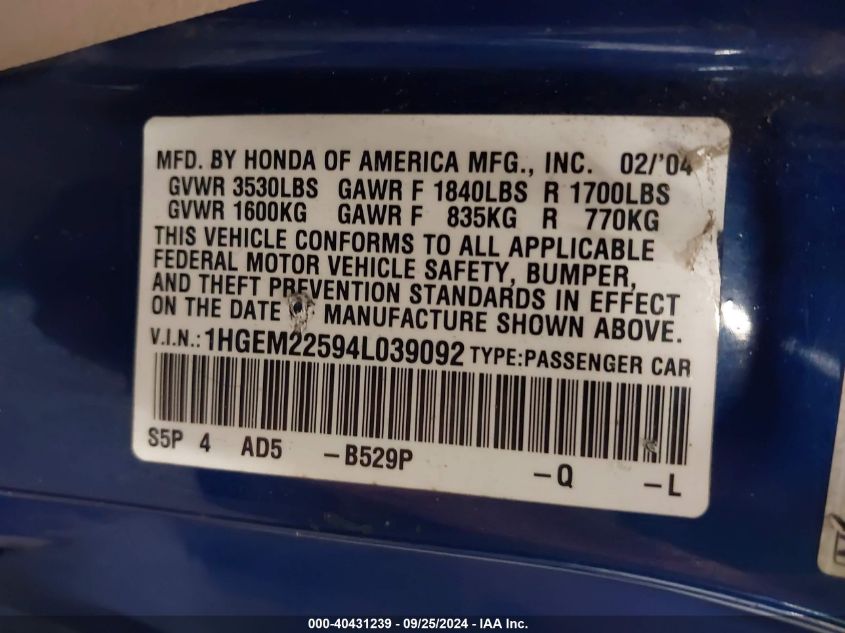 MFD. BY HONDA OF AMERICA MFG., INC. 02/'04
GVWR 3530LBS GAWR F 1840LBS R 1700LBS
GVWR 1600KG GAWR F 835KG R 770KG
THIS VEHICLE CONFORMS TO ALL APPLICABLE
FEDERAL MOTOR VEHICLE SAFETY, BUMPER,
AND THEFT PREVENTION STANDARDS IN EFFECT
ON THE DATE MANUFACTURE SHOWN ABOVE.
V.I.N.: 1HGEM22594L039092 TYPE:PASSENGER CAR
S5P 4 AD5 -B529P -Q -L
000-40431239 - 09/25/2024 - IAA Inc.